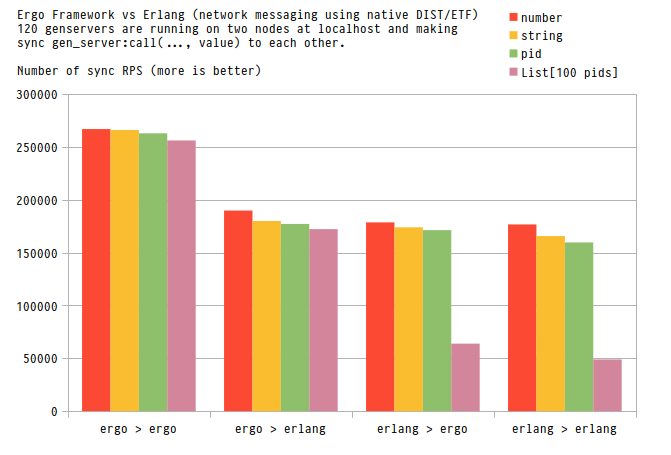 Ergo Framework vs Erlang (network messaging using native DIST/ETF)
120 genservers are running on two nodes at localhost and making
sync gen_server:call(..., value) to each other.
Number of sync RPS (more is better)
number
string
pid
List[100 pids]
300000
250000
200000
150000
100000
50000
0
ergo > ergo
ergo > erlang
erlang > ergo
erlang > erlang